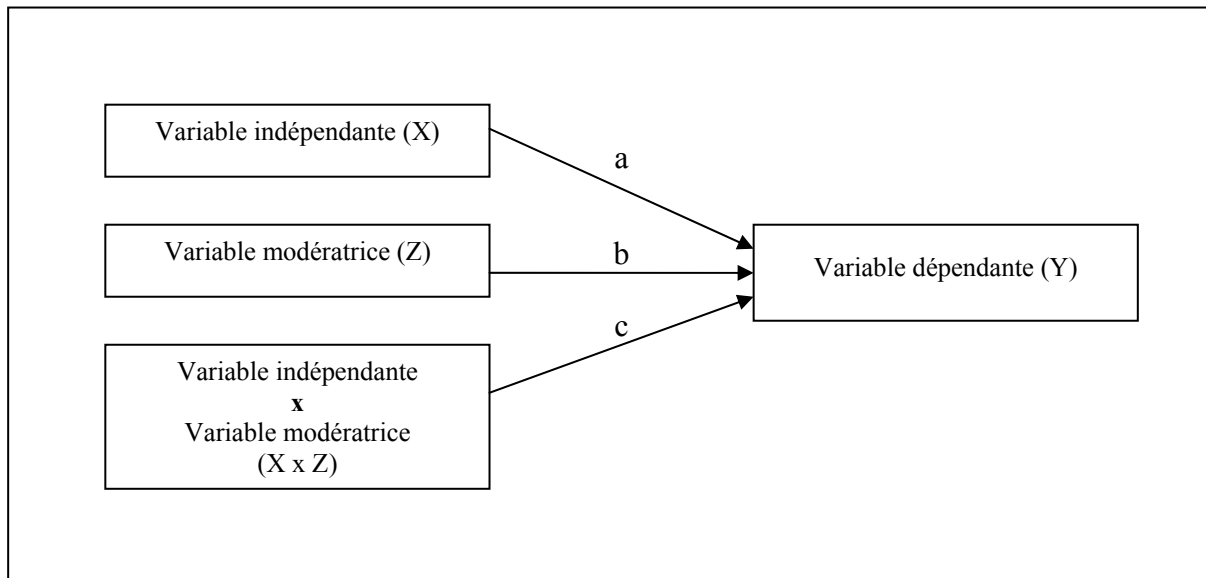 Variable indépendante (X)
a
Variable modératrice (Z)
b
Variable dépendante (Y)
c
Variable indépendante
x
Variable modératrice
(X x Z)